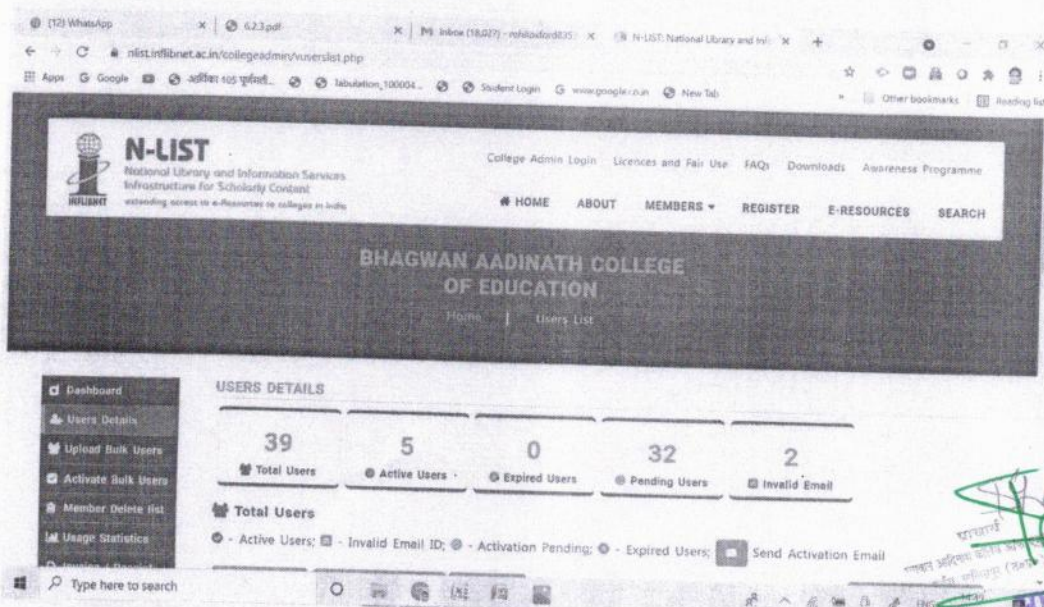 (12) WhatsApp
6.2.3.pdf
N-LIST: National Library and Inf
nlist.inflibnet.ac.in/collegeadmin/vuserslist.php
Apps
Google
105
Tabulation_100004...
Student Login
www.google.co.in
New Tab
Other bookmarks
Reading list
N-LIST
National Library and Information Services
Infrastructure for Scholarly Content
extending access to e-Resources to colleges in India
INFLIBNET
College Admin Login
Licences and Fair Use
FAQs
Downloads
Awareness Programme
HOME
ABOUT
MEMBERS
REGISTER
E-RESOURCES
SEARCH
BHAGWAN AADINATH COLLEGE
OF EDUCATION
Home | Users List
Dashboard
Users Details
Upload Bulk Users
Activate Bulk Users
Member Delete list
Usage Statistics
USERS DETAILS
39
Total Users
5
Active Users
0
Expired Users
32
Pending Users
2
Invalid Email
Total Users
- Active Users; - Invalid Email ID; - Activation Pending; - Expired Users; Send Activation Email
Type here to search